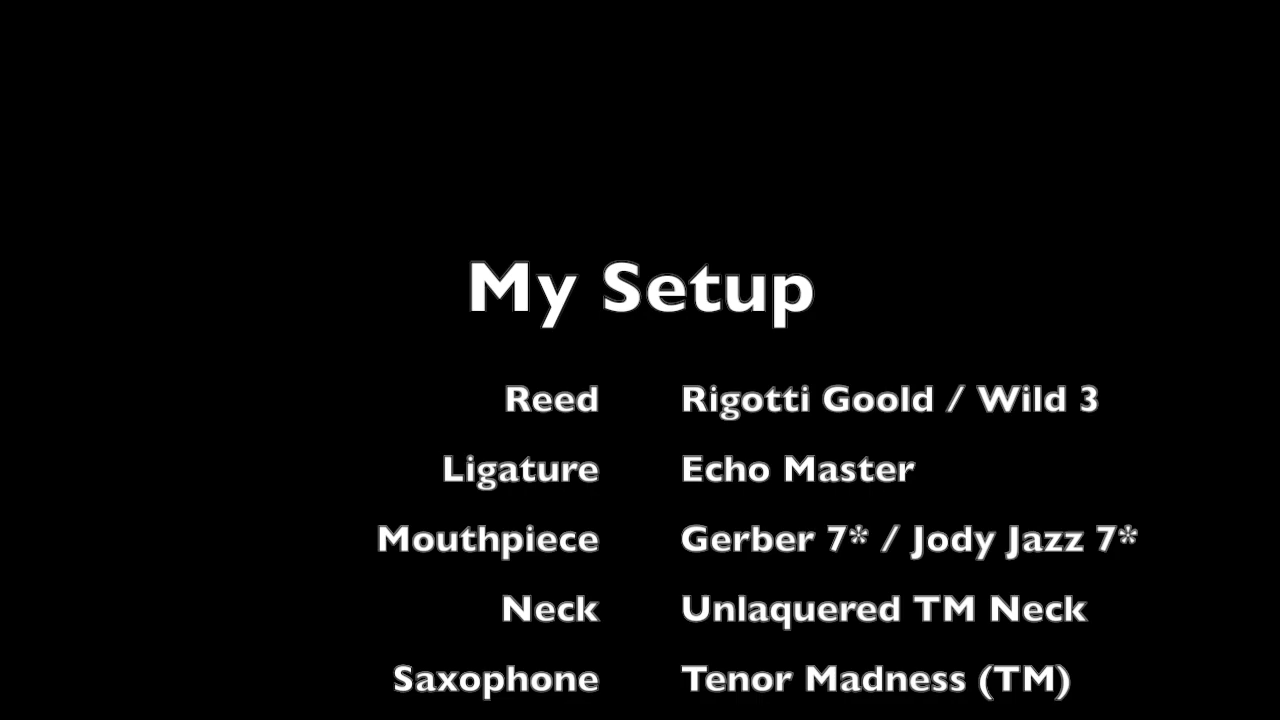 My Setup
Reed Rigotti Goold / Wild 3
Ligature Echo Master
Mouthpiece Gerber 7* / Jody Jazz 7*
Neck Unlaquered TM Neck
Saxophone Tenor Madness (TM)